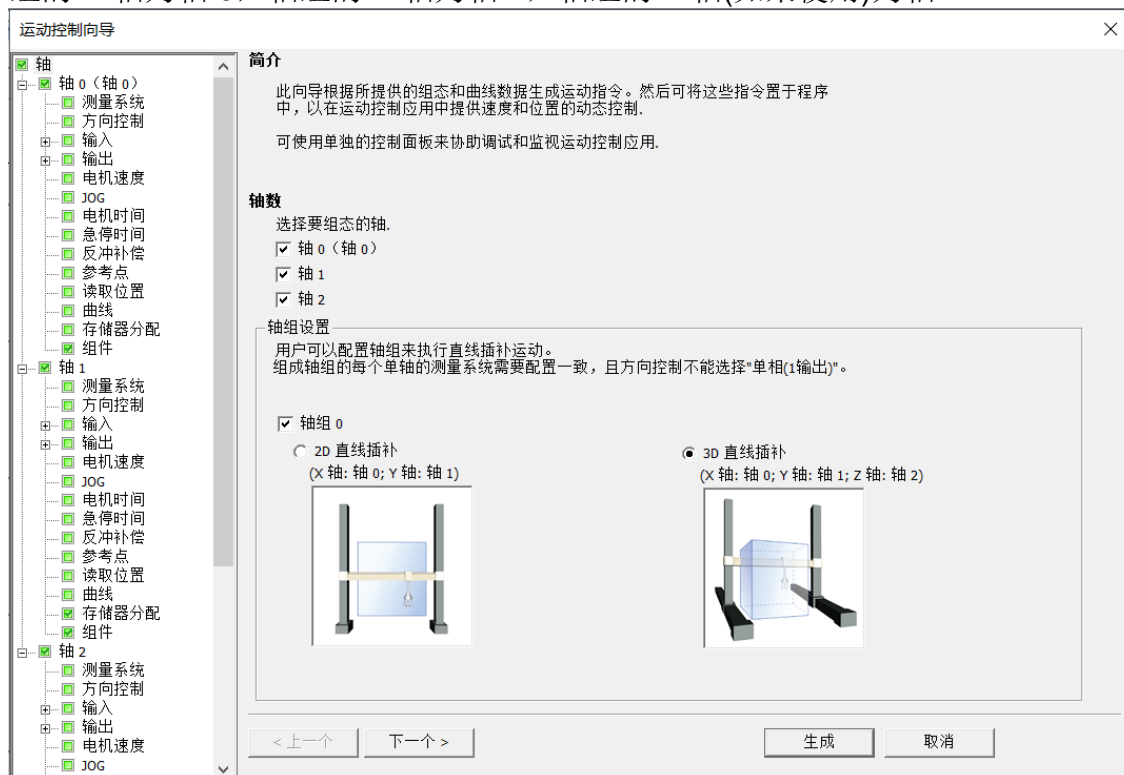 运动控制向导
轴
轴 0（轴 0）
测量系统
方向控制
输入
输出
电机速度
JOG
电机时间
急停时间
反冲补偿
参考点
读取位置
曲线
存储器分配
组件
轴 1
测量系统
方向控制
输入
输出
电机速度
JOG
电机时间
急停时间
反冲补偿
参考点
读取位置
曲线
存储器分配
组件
轴 2
测量系统
方向控制
输入
输出
电机速度
JOG
简介
此向导根据所提供的组态和曲线数据生成运动指令。然后可将这些指令置于程序
中，以在运动控制应用中提供速度和位置的动态控制.
可使用单独的控制面板来协助调试和监视运动控制应用.
轴数
选择要组态的轴.
轴 0（轴 0）
轴 1
轴 2
轴组设置
用户可以配置轴组来执行直线插补运动。
组成轴组的每个单轴的测量系统需要配置一致，且方向控制不能选择"单相(1输出)"。
轴组 0
2D 直线插补
(X 轴: 轴 0; Y 轴: 轴 1)
3D 直线插补
(X 轴: 轴 0; Y 轴: 轴 1; Z 轴: 轴 2)
< 上一个
下一个 >
生成
取消